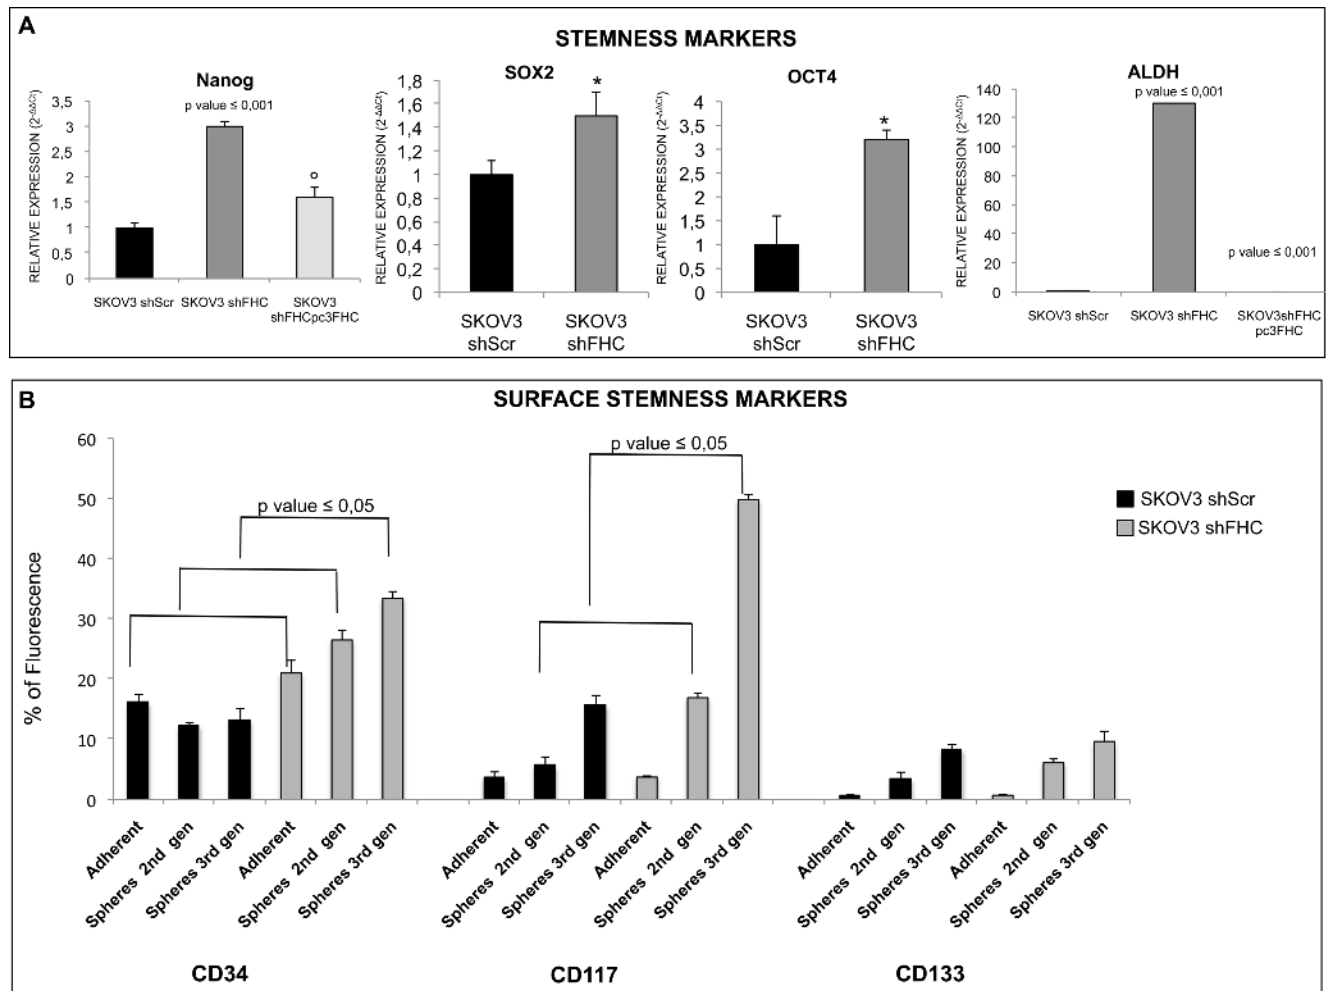 A
STEMNESS MARKERS
Nanog
p value ≤ 0,001
RELATIVE EXPRESSION (2-ΔΔCt)
3,5
3
2,5
2
1,5
1
0,5
0
°
SKOV3 shScr
SKOV3 shFHC
SKOV3
shFHCpc3FHC
SOX2
RELATIVE EXPRESSION (2-ΔΔCt)
1,8
1,6
1,4
1,2
1
0,8
0,6
0,4
0,2
0
*
SKOV3
shScr
SKOV3
shFHC
OCT4
RELATIVE EXPRESSION (2-ΔΔCt)
4
3,5
3
2,5
2
1,5
1
0,5
0
*
SKOV3
shScr
SKOV3
shFHC
ALDH
p value ≤ 0,001
RELATIVE EXPRESSION (2-ΔΔCt)
140
120
100
80
60
40
20
0
p value ≤ 0,001
SKOV3 shScr
SKOV3 shFHC
SKOV3shFHC
pc3FHC
B
SURFACE STEMNESS MARKERS
% of Fluorescence
60
50
40
30
20
10
0
p value ≤ 0,05
p value ≤ 0,05
SKOV3 shScr
SKOV3 shFHC
Adherent
Spheres 2nd gen
Spheres 3rd gen
Adherent
Spheres 2nd gen
Spheres 3rd gen
Adherent
Spheres 2nd gen
Spheres 3rd gen
Adherent
Spheres 2nd gen
Spheres 3rd gen
Adherent
Spheres 2nd gen
Spheres 3rd gen
Adherent
Spheres 2nd gen
Spheres 3rd gen
CD34
CD117
CD133